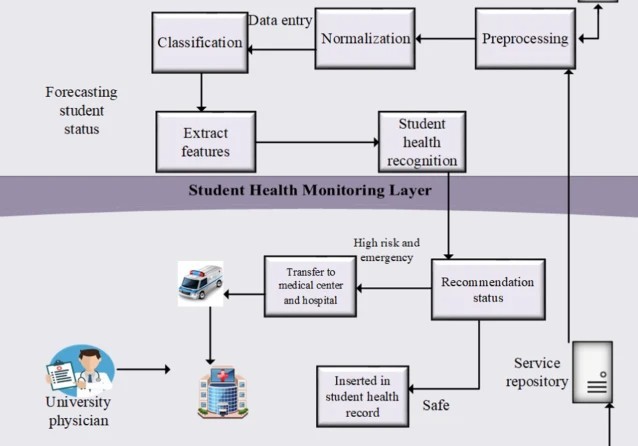 Data entry
Classification
Normalization
Preprocessing
Forecasting
student
status
Extract
features
Student
health
recognition
Student Health Monitoring Layer
High risk and
emergency
Transfer to
medical center
and hospital
Recommendation
status
University
physician
Inserted in
student health
record
Safe
Service
repository